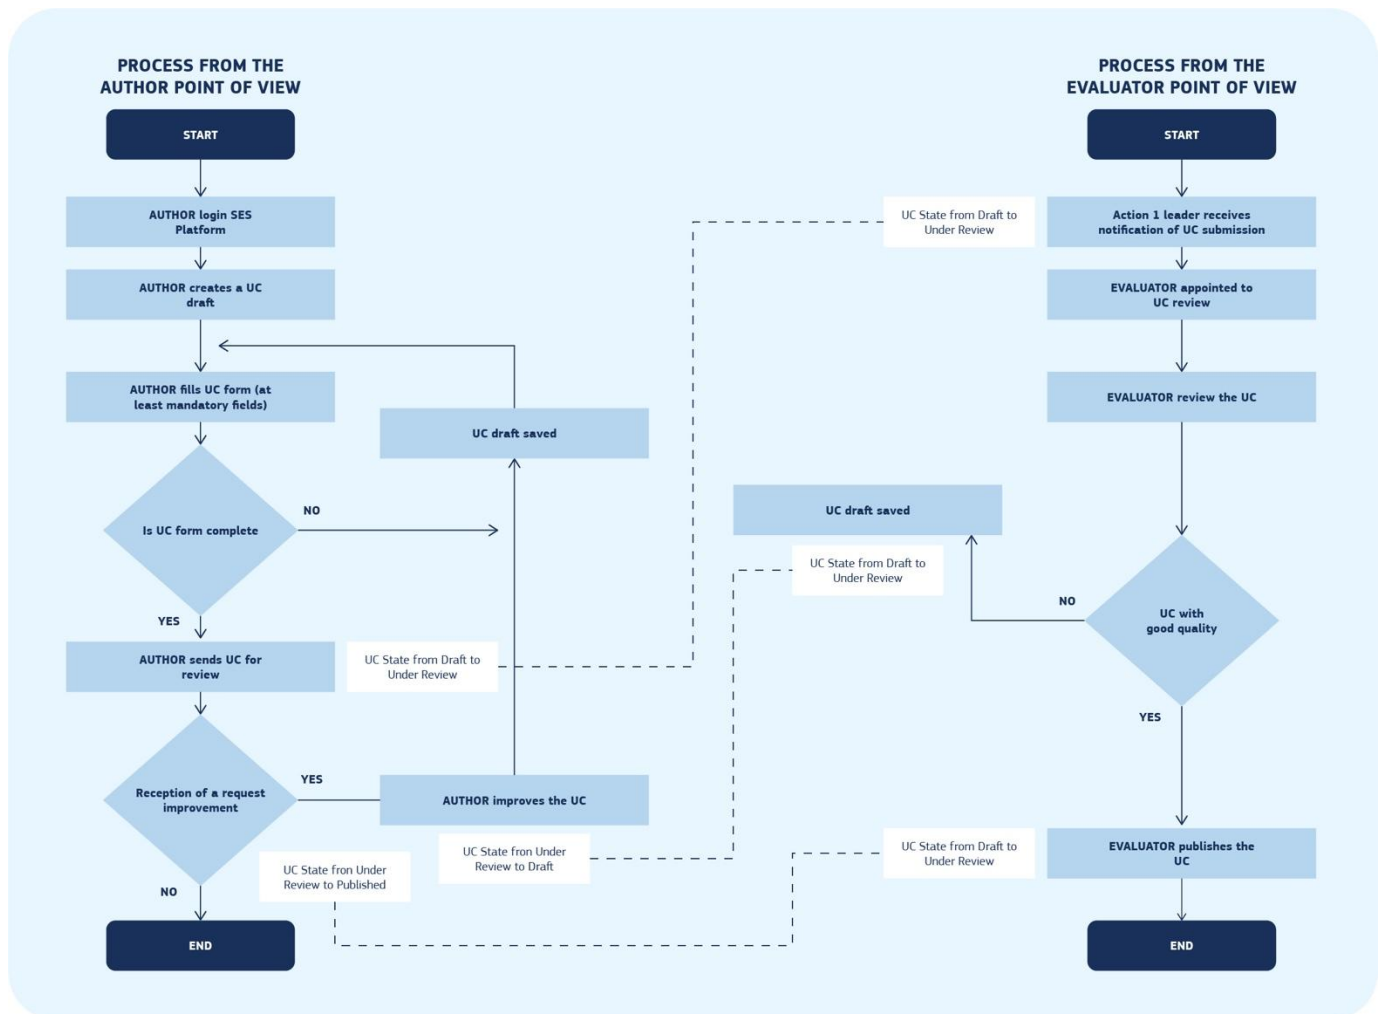 PROCESS FROM THE
AUTHOR POINT OF VIEW
START
AUTHOR login SES
Platform
AUTHOR creates a UC
draft
AUTHOR fills UC form (at
least mandatory fields)
UC draft saved
Is UC form complete
NO
YES
AUTHOR sends UC for
review
UC State from Draft to
Under Review
Reception of a request
improvement
YES
AUTHOR improves the UC
UC State fron Under
Review to Draft
UC State fron Under
Review to Published
NO
END
PROCESS FROM THE
EVALUATOR POINT OF VIEW
START
UC State from Draft to
Under Review
Action 1 leader receives
notification of UC submission
EVALUATOR appointed to
UC review
EVALUATOR review the UC
UC draft saved
UC State from Draft to
Under Review
NO
UC with
good quality
YES
UC State from Draft to
Under Review
EVALUATOR publishes the
UC
END